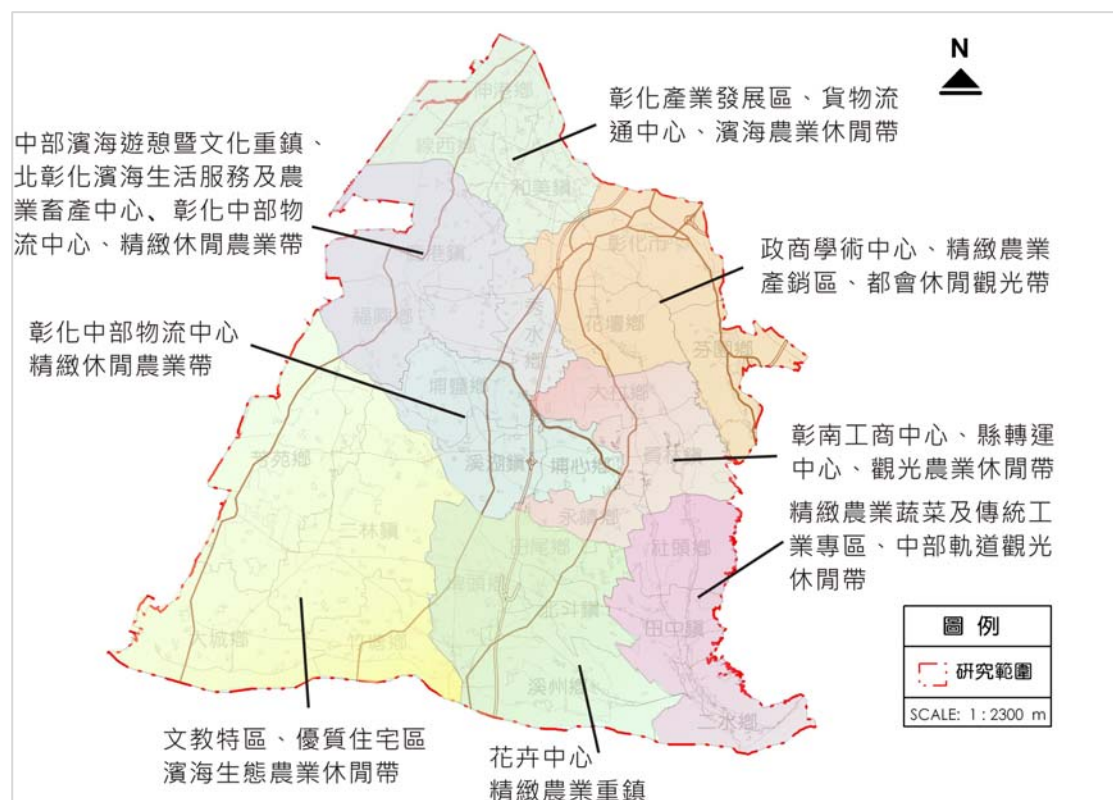 N
彰化產業發展區、貨物流
通中心、濱海農業休閒帶
中部濱海遊憩暨文化重鎮、
北彰化濱海生活服務及農
業畜產中心、彰化中部物
流中心、精緻休閒農業帶
政商學術中心、精緻農業
產銷區、都會休閒觀光帶
彰化中部物流中心
精緻休閒農業帶
彰南工商中心、縣轉運
中心、觀光農業休閒帶
精緻農業蔬菜及傳統工
業專區、中部軌道觀光
休閒帶
文教特區、優質住宅區
濱海生態農業休閒帶
花卉中心
精緻農業重鎮
伸港鄉
線西鄉
和美鎮
彰化市
港鎮
福興鄉
秀水鄉
花壇鄉
芬園鄉
埔鹽鄉
大村鄉
溪湖鎮
埔心鄉
員林鎮
永靖鄉
芳苑鄉
二林鎮
田尾鄉
社頭鄉
埤頭鄉
北斗鎮
田中鎮
大城鄉
竹塘鄉
溪州鄉
二水鄉
圖例
研究範圍
SCALE: 1:2300 m